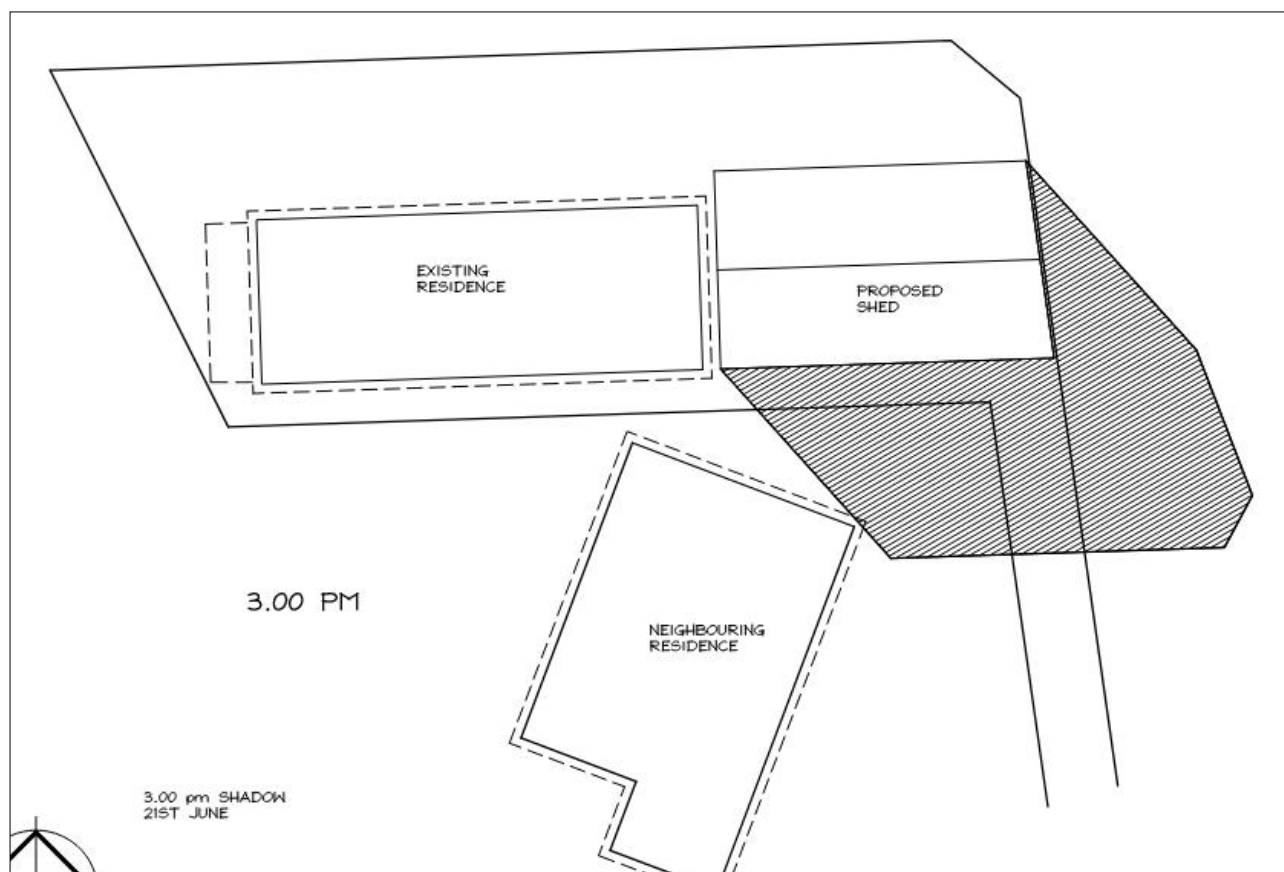 EXISTING
RESIDENCE
PROPOSED
SHED
3.00 PM
NEIGHBOURING
RESIDENCE
3.00 pm SHADOW
21ST JUNE